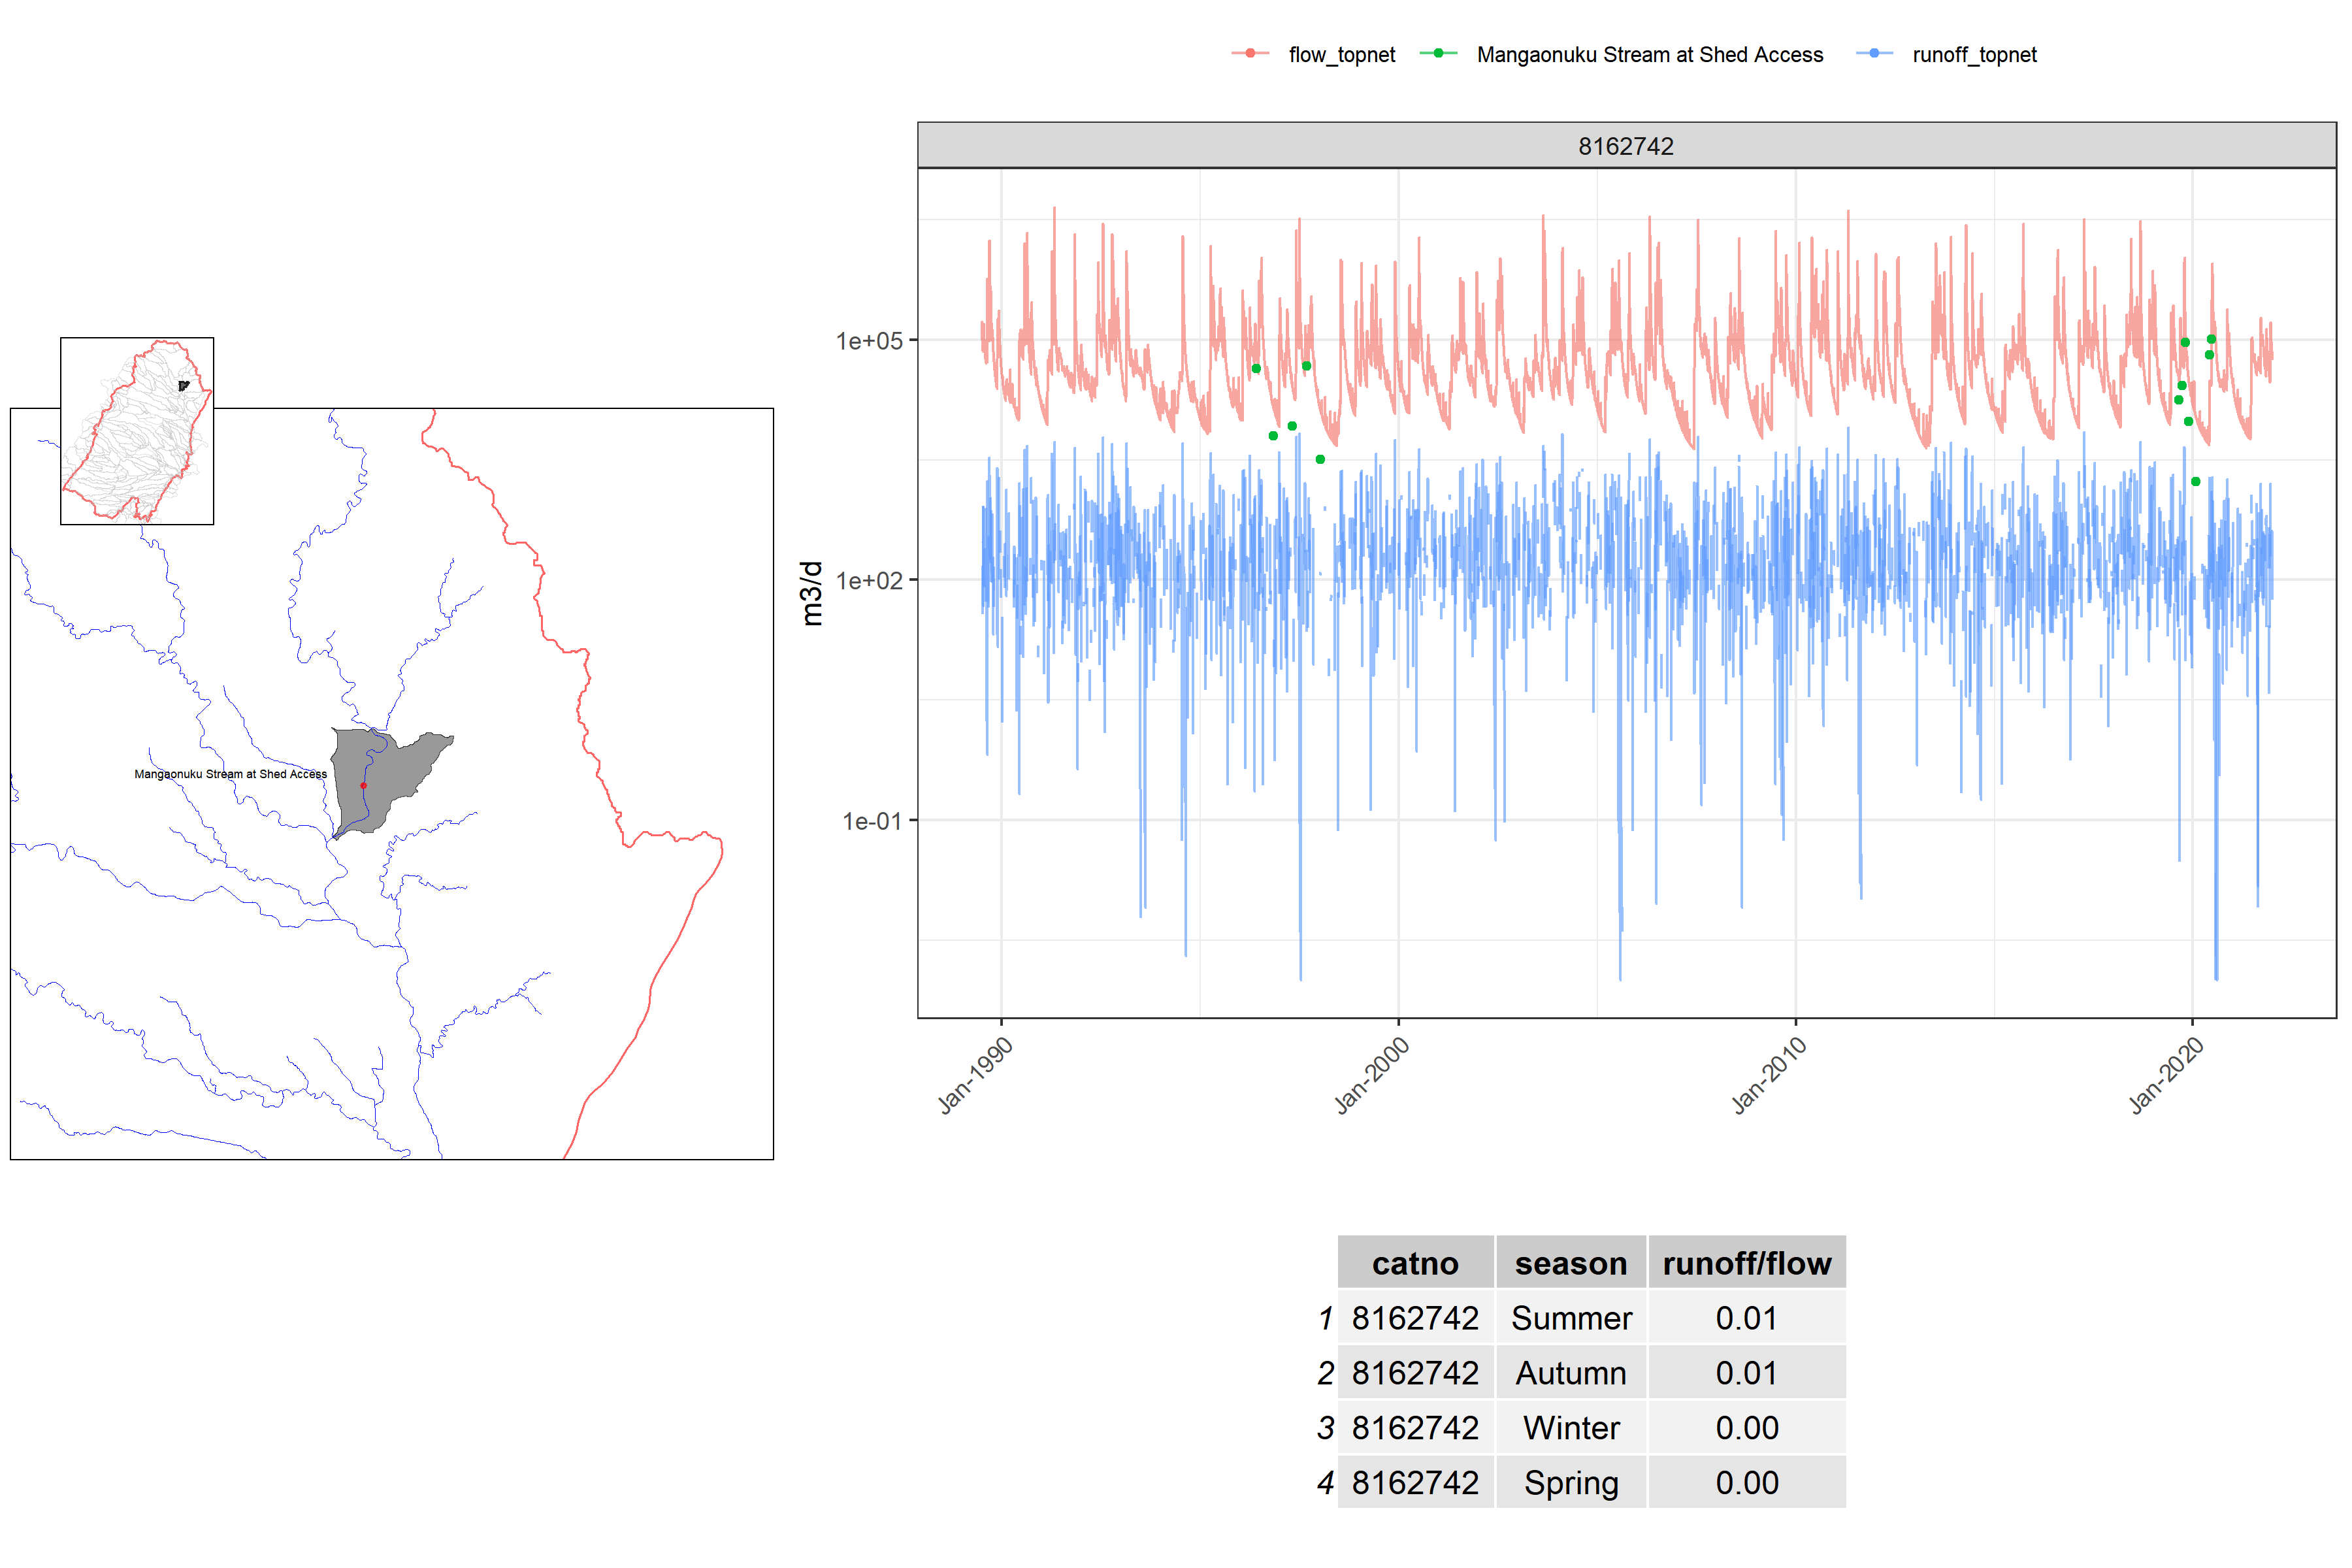 flow_topnet Mangaonuku Stream at Shed Access runoff_topnet
8162742
m3/d
1e+05
1e+02
1e-01
Jan-1990 Jan-2000 Jan-2010 Jan-2020
Mangaonuku Stream at Shed Access
catno season runoff/flow
1 8162742 Summer 0.01
2 8162742 Autumn 0.01
3 8162742 Winter 0.00
4 8162742 Spring 0.00